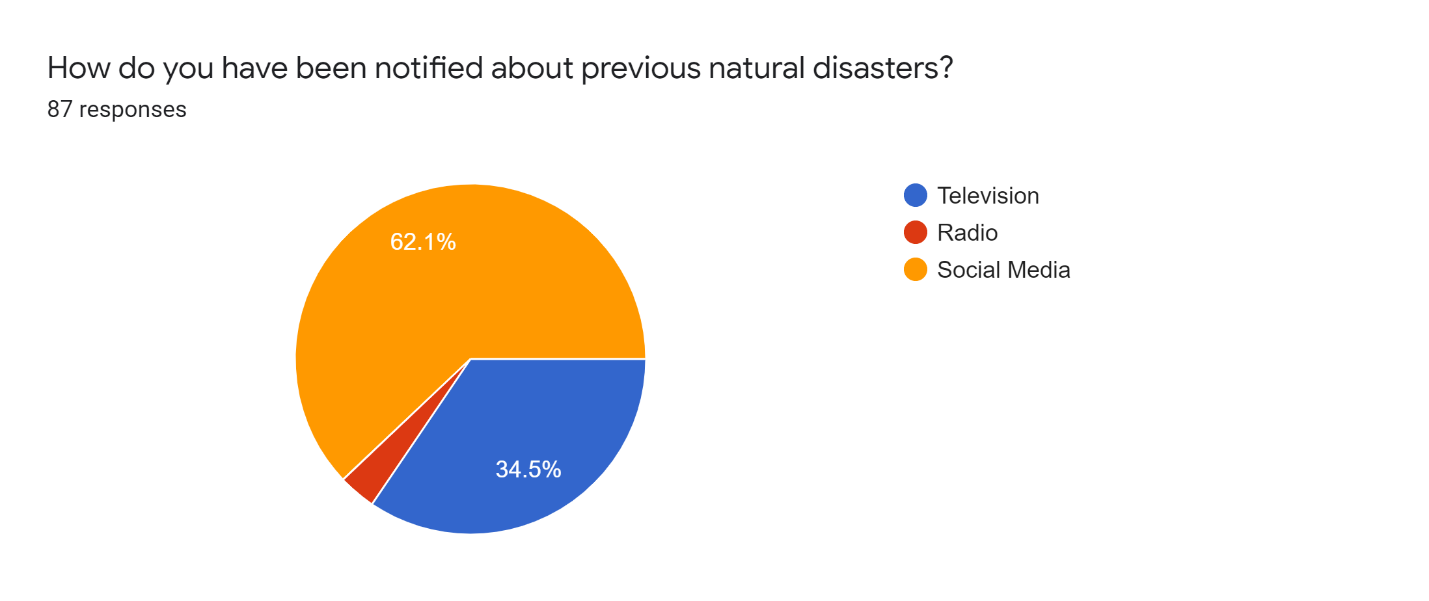 How do you have been notified about previous natural disasters?
87 responses
62.1%
34.5%
Television
Radio
Social Media